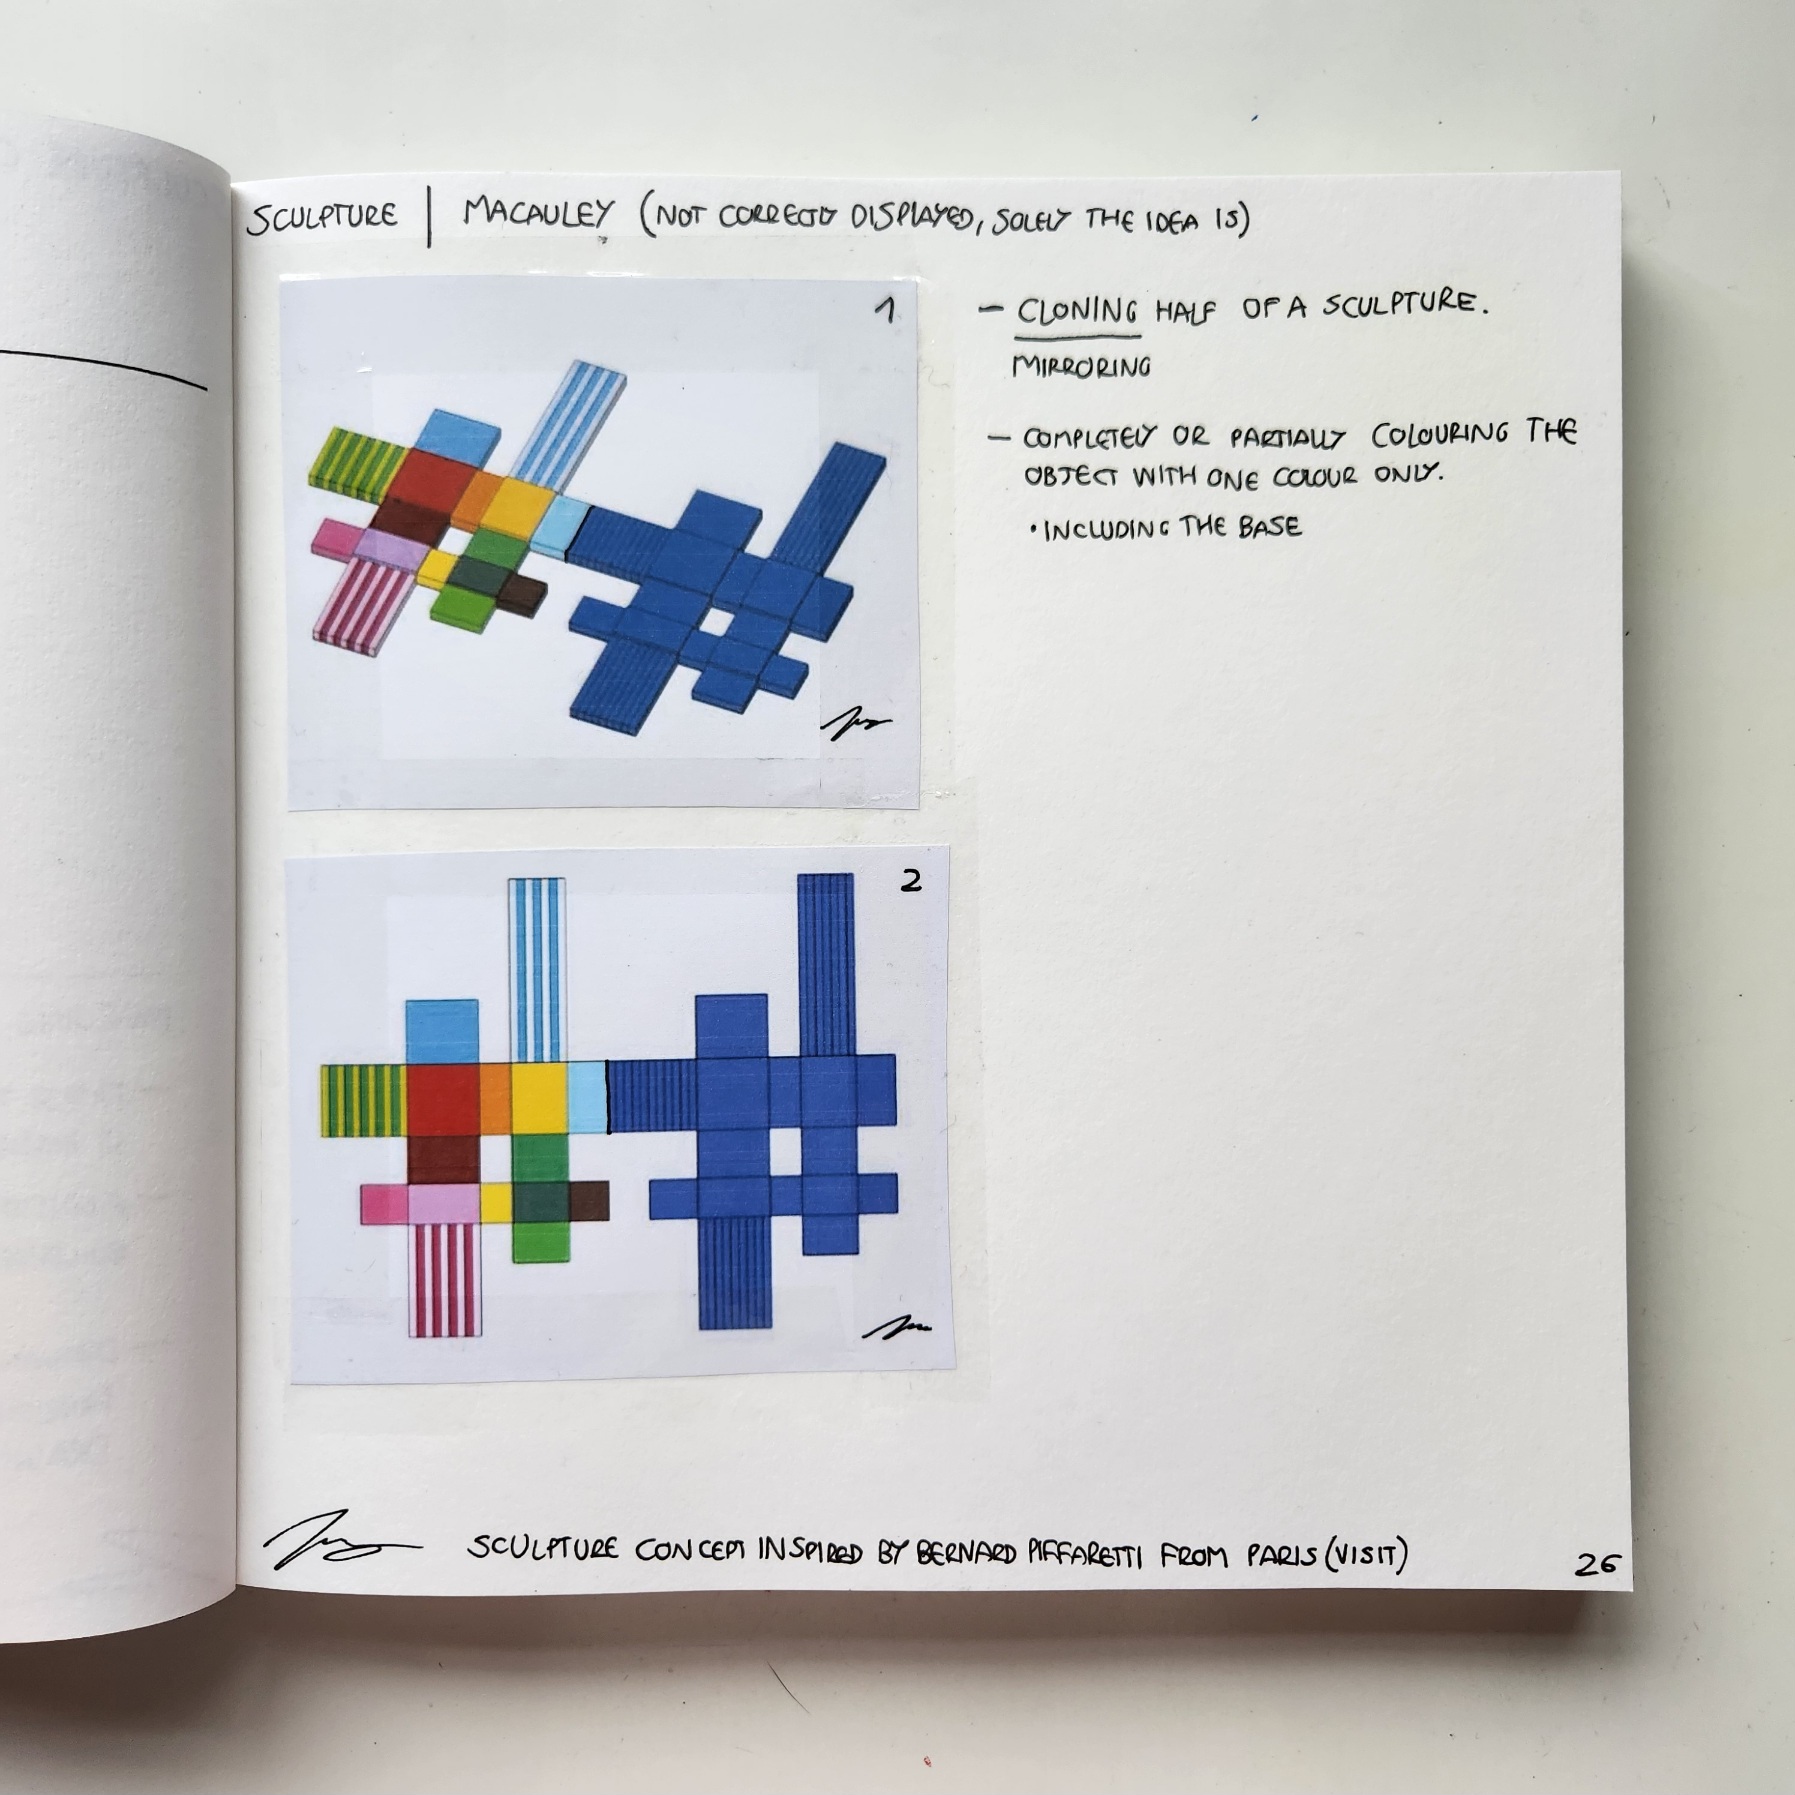 SCULPTURE | MACAULEY (NOT CORRECTLY DISPLAYED, SOLELY THE IDEA IS)
1
- CLONING HALF OF A SCULPTURE.
MIRRORING
- COMPLETELY OR PARTIALLY COLOURING THE
OBJECT WITH ONE COLOUR ONLY.
• INCLUDING THE BASE
2
SCULPTURE CONCEPT INSPIRED BY BERNARD PIFFARETTI FROM PARIS (VISIT)
26